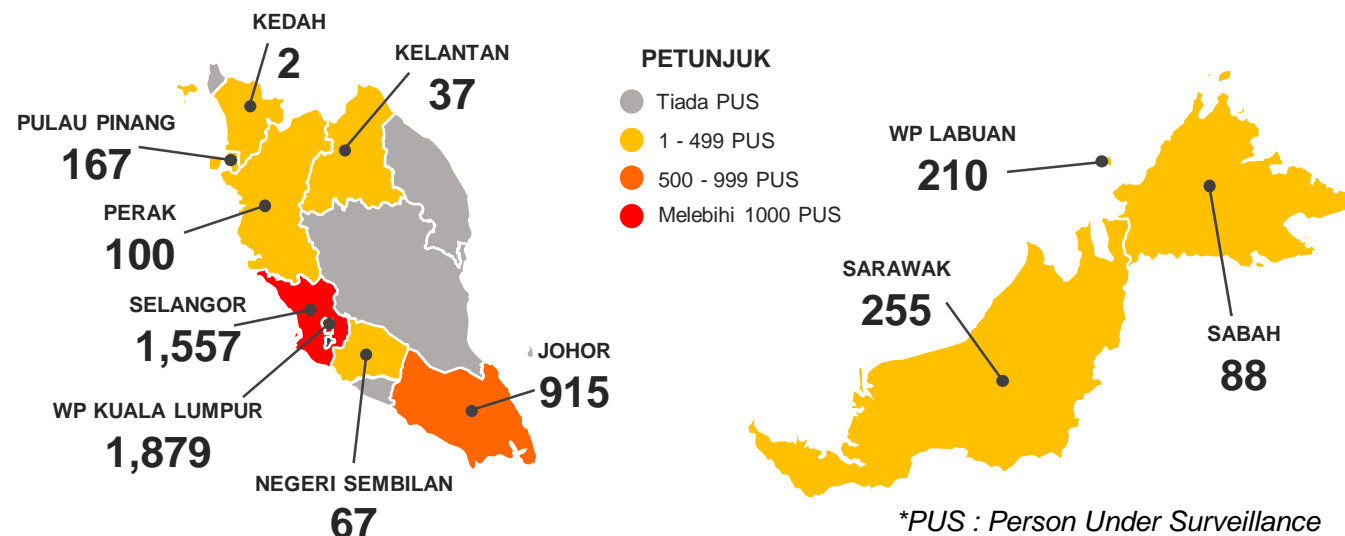 KEDAH
2
KELANTAN
37
PULAU PINANG
167
PERAK
100
SELANGOR
1,557
WP KUALA LUMPUR
1,879
NEGERI SEMBILAN
67
JOHOR
915
PETUNJUK
Tiada PUS
1 - 499 PUS
500 - 999 PUS
Melebihi 1000 PUS
WP LABUAN
210
SARAWAK
255
SABAH
88
*PUS : Person Under Surveillance